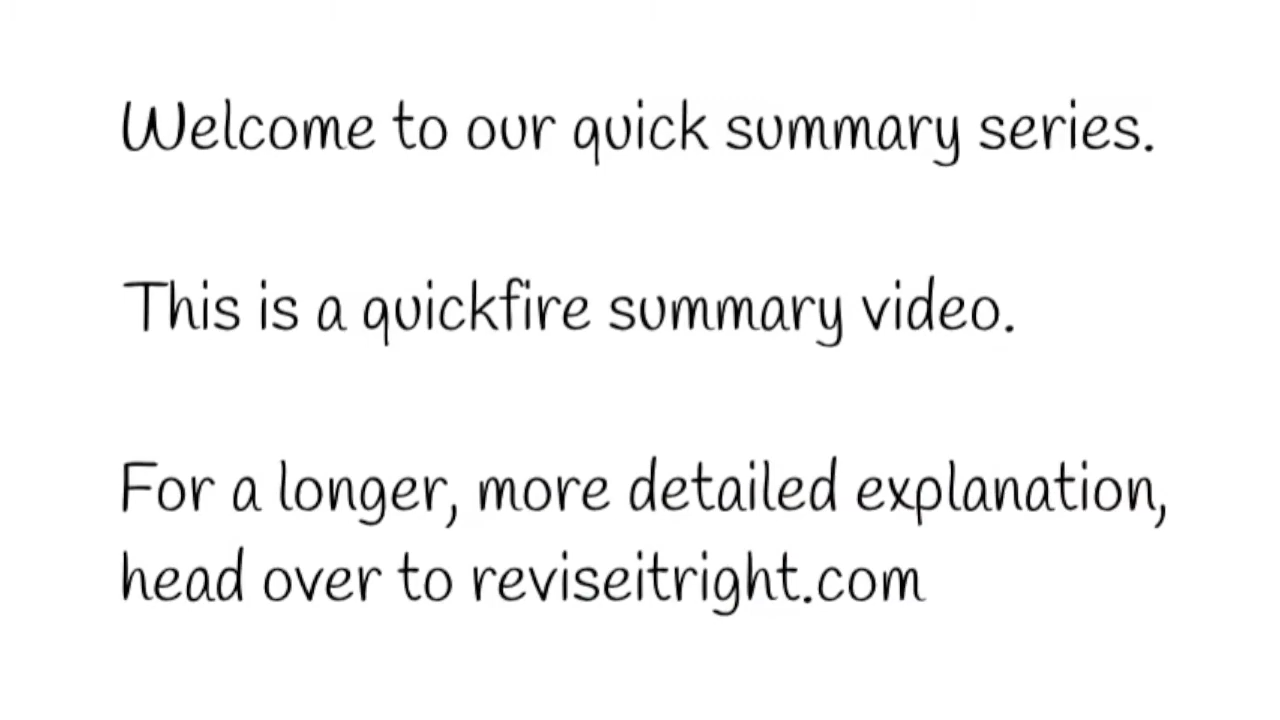 Welcome to our quick summary series.
This is a quickfire summary video.
For a longer, more detailed explanation,
head over to reviseitright.com